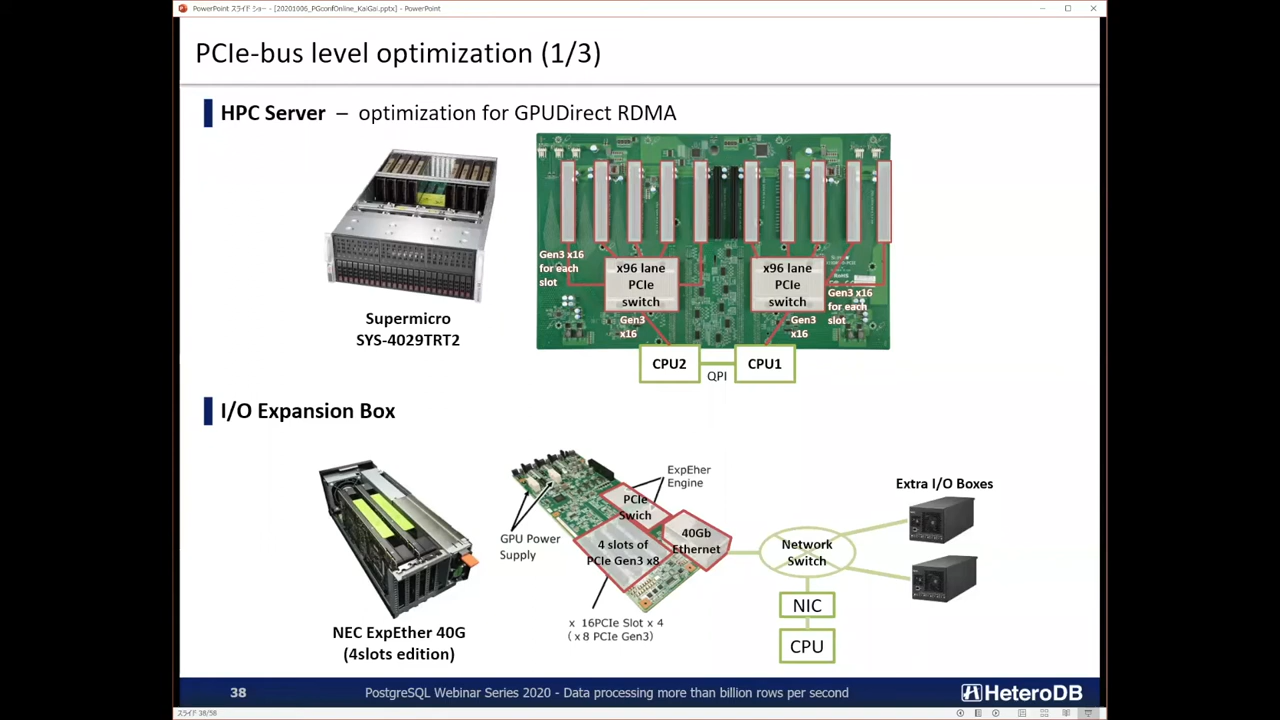 PowerPoint スライド ショー - [20201006_PGconfOnline_KaiGai.pptx] - PowerPoint
PCIe-bus level optimization (1/3)
HPC Server – optimization for GPUDirect RDMA
Gen3 x16
for each
slot
x96 lane
PCIe
switch
x96 lane
PCIe
switch
Gen3 x16
for each
slot
Gen3
x16
Gen3
x16
Supermicro
SYS-4029TRT2
CPU2
QPI
CPU1
I/O Expansion Box
ExpEher
Engine
PCIe
Swich
GPU Power
Supply
4 slots of
PCIe Gen3 x8
40Gb
Ethernet
Network
Switch
Extra I/O Boxes
NIC
CPU
x 16PCIe Slot x 4
(x8 PCIe Gen3)
NEC ExpEther 40G
(4slots edition)
38
PostgreSQL Webinar Series 2020 - Data processing more than billion rows per second
HeteroDB
スライド 38/58